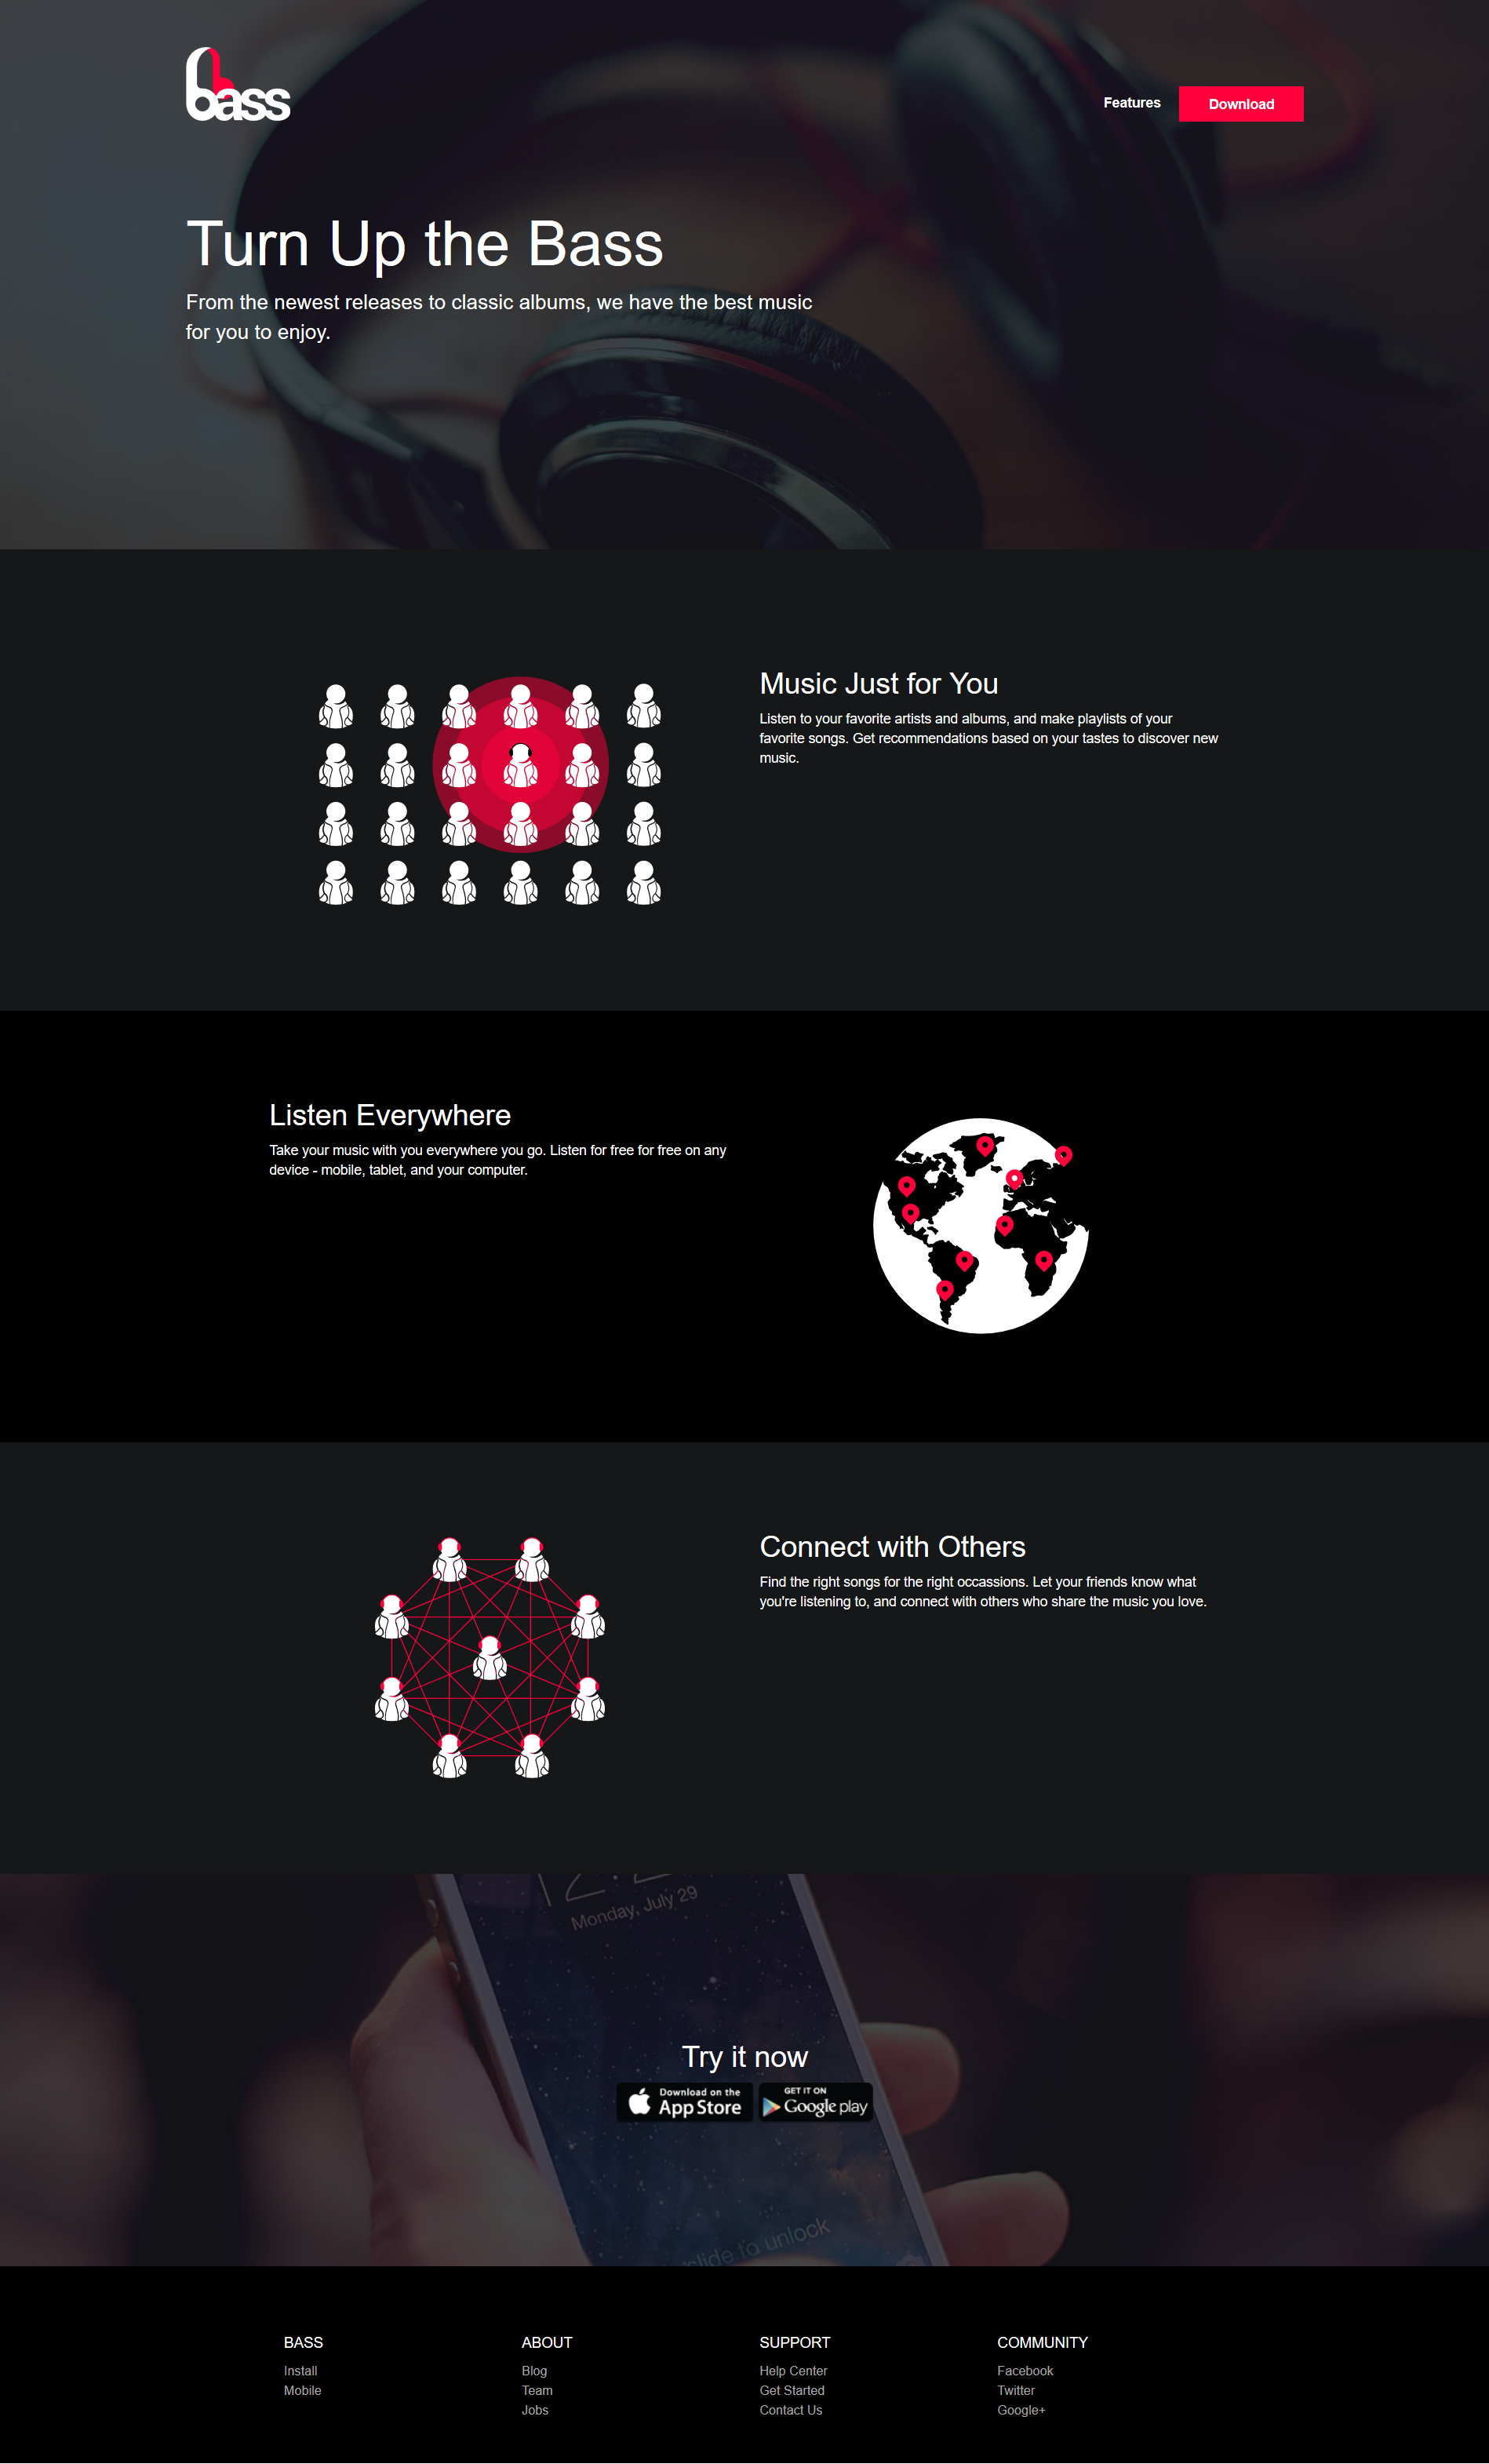 bass
Features
Download
Turn Up the Bass
From the newest releases to classic albums, we have the best music
for you to enjoy.
Music Just for You
Listen to your favorite artists and albums, and make playlists of your
favorite songs. Get recommendations based on your tastes to discover new
music.
Listen Everywhere
Take your music with you everywhere you go. Listen for free for free on any
device - mobile, tablet, and your computer.
Connect with Others
Find the right songs for the right occassions. Let your friends know what
you're listening to, and connect with others who share the music you love.
Monday, July 29
Try it now
Download on the
App Store
GET IT ON
Google play
slide to unlock
BASS
Install
Mobile
ABOUT
Blog
Team
Jobs
SUPPORT
Help Center
Get Started
Contact Us
COMMUNITY
Facebook
Twitter
Google+